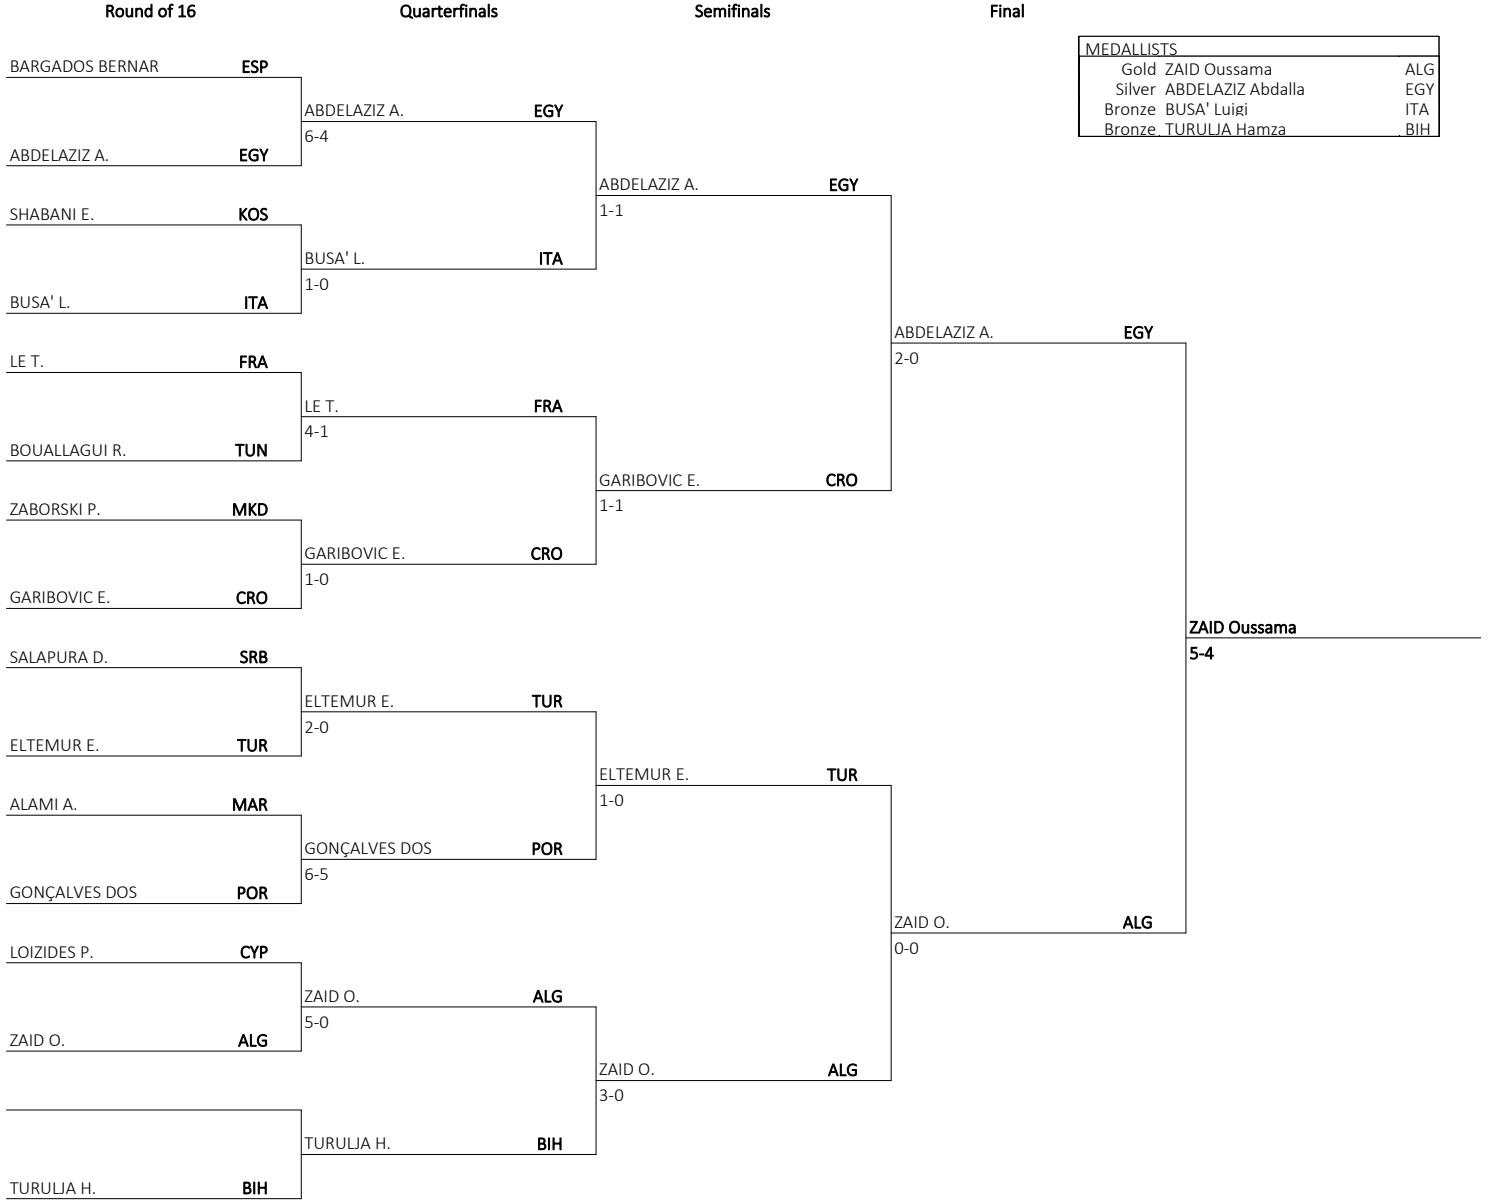 Round of 16 Quarterfinals Semifinals Final
MEDALLISTS
Gold ZAID Oussama ALG
Silver ABDELAZIZ Abdalla EGY
Bronze BUSA' Luigi ITA
Bronze TURULJA Hamza BIH
BARGADOS BERNAR ESP
ABDELAZIZ A. EGY
6-4
ABDELAZIZ A. EGY
ABDELAZIZ A. EGY
1-1
SHABANI E. KOS
BUSA' L. ITA
1-0
BUSA' L. ITA
ABDELAZIZ A. EGY
2-0
LE T. FRA
LE T. FRA
4-1
BOUALLAGUI R. TUN
GARIBOVIC E. CRO
1-1
ZABORSKI P. MKD
GARIBOVIC E. CRO
1-0
GARIBOVIC E. CRO
ZAID Oussama
5-4
SALAPURA D. SRB
ELTEMUR E. TUR
2-0
ELTEMUR E. TUR
ELTEMUR E. TUR
1-0
ALAMI A. MAR
GONÇALVES DOS POR
6-5
GONÇALVES DOS POR
ZAID O. ALG
0-0
LOIZIDES P. CYP
ZAID O. ALG
5-0
ZAID O. ALG
ZAID O. ALG
3-0
TURULJA H. BIH
TURULJA H. BIH